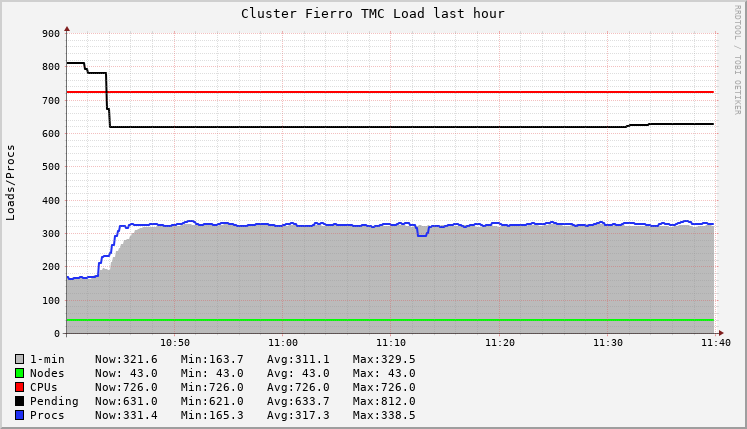 Cluster Fierro TMC Load last hour
RRDTOOL / TOBI OETIKER
Loads/Procs
900
800
700
600
500
400
300
200
100
0
10:50 11:00 11:10 11:20 11:30 11:40
1-min Now:321.6 Min:163.7 Avg:311.1 Max:329.5
Nodes Now: 43.0 Min: 43.0 Avg: 43.0 Max: 43.0
CPUs Now:726.0 Min:726.0 Avg:726.0 Max:726.0
Pending Now:631.0 Min:621.0 Avg:633.7 Max:812.0
Procs Now:331.4 Min:165.3 Avg:317.3 Max:338.5